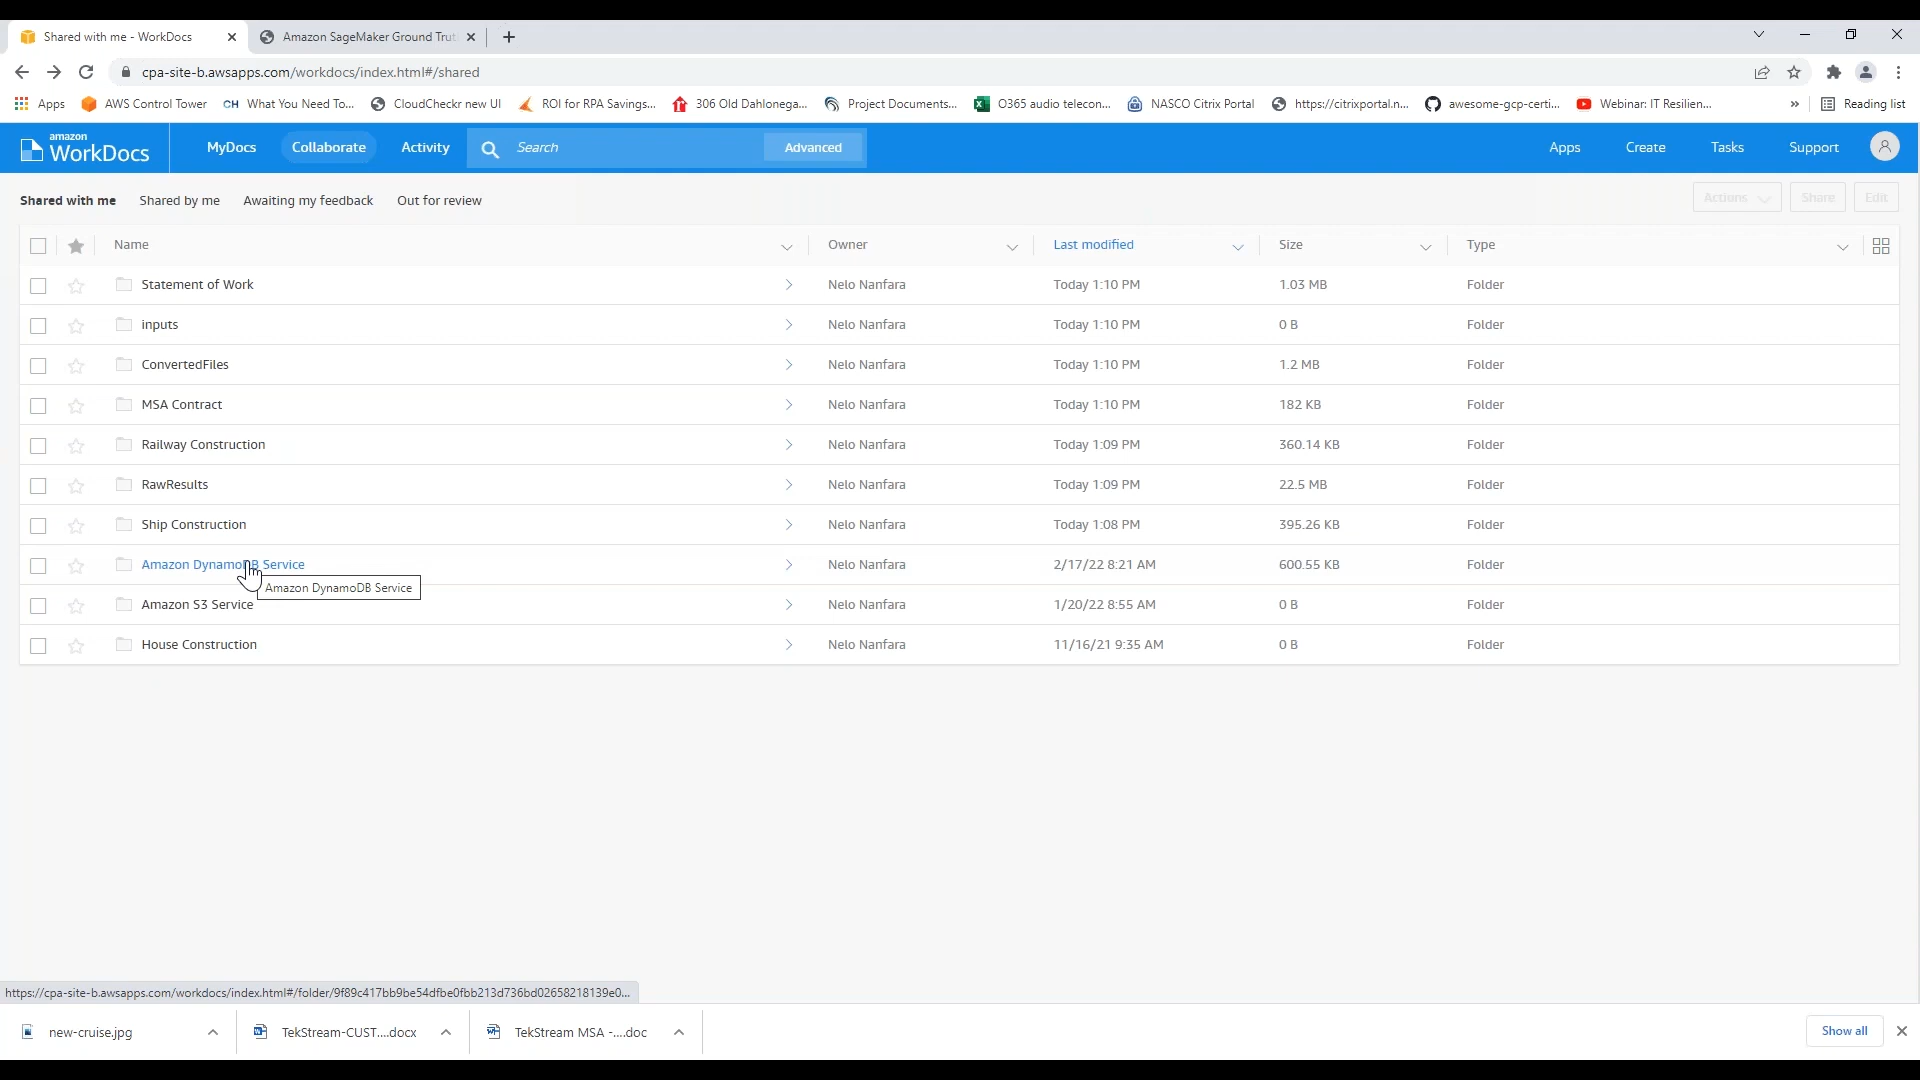 Shared with me - WorkDocs
Amazon SageMaker Ground Trut
cpa-site-b.awsapps.com/workdocs/index.html#/shared
Apps
AWS Control Tower
CH What You Need To...
CloudCheckr new UI
ROI for RPA Savings...
306 Old Dahlonega...
Project Documents...
O365 audio telecon...
NASCO Citrix Portal
https://citrixportal.n...
awesome-gcp-certi...
Webinar: IT Resilien...
»
Reading list
amazon
WorkDocs
MyDocs
Collaborate
Activity
Search
Advanced
Apps
Create
Tasks
Support
Shared with me
Shared by me
Awaiting my feedback
Out for review
Actions
Share
Edit
Name Owner Last modified Size Type
Statement of Work Nelo Nanfara Today 1:10 PM 1.03 MB Folder
inputs Nelo Nanfara Today 1:10 PM 0 B Folder
ConvertedFiles Nelo Nanfara Today 1:10 PM 1.2 MB Folder
MSA Contract Nelo Nanfara Today 1:10 PM 182 KB Folder
Railway Construction Nelo Nanfara Today 1:09 PM 360.14 KB Folder
RawResults Nelo Nanfara Today 1:09 PM 22.5 MB Folder
Ship Construction Nelo Nanfara Today 1:08 PM 395.26 KB Folder
Amazon DynamoDB Service Nelo Nanfara 2/17/22 8:21 AM 600.55 KB Folder
Amazon DynamoDB Service
Amazon S3 Service Nelo Nanfara 1/20/22 8:55 AM 0 B Folder
House Construction Nelo Nanfara 11/16/21 9:35 AM 0 B Folder
https://cpa-site-b.awsapps.com/workdocs/index.html#/folder/9f89c417bb9be54dfbe0fbb213d736bd02658218139e0...
new-cruise.jpg
TekStream-CUST....docx
TekStream MSA -....doc
Show all